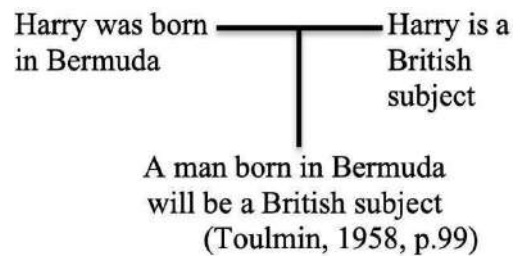 Harry was born
in Bermuda
Harry is a
British
subject
A man born in Bermuda
will be a British subject
(Toulmin, 1958, p.99)